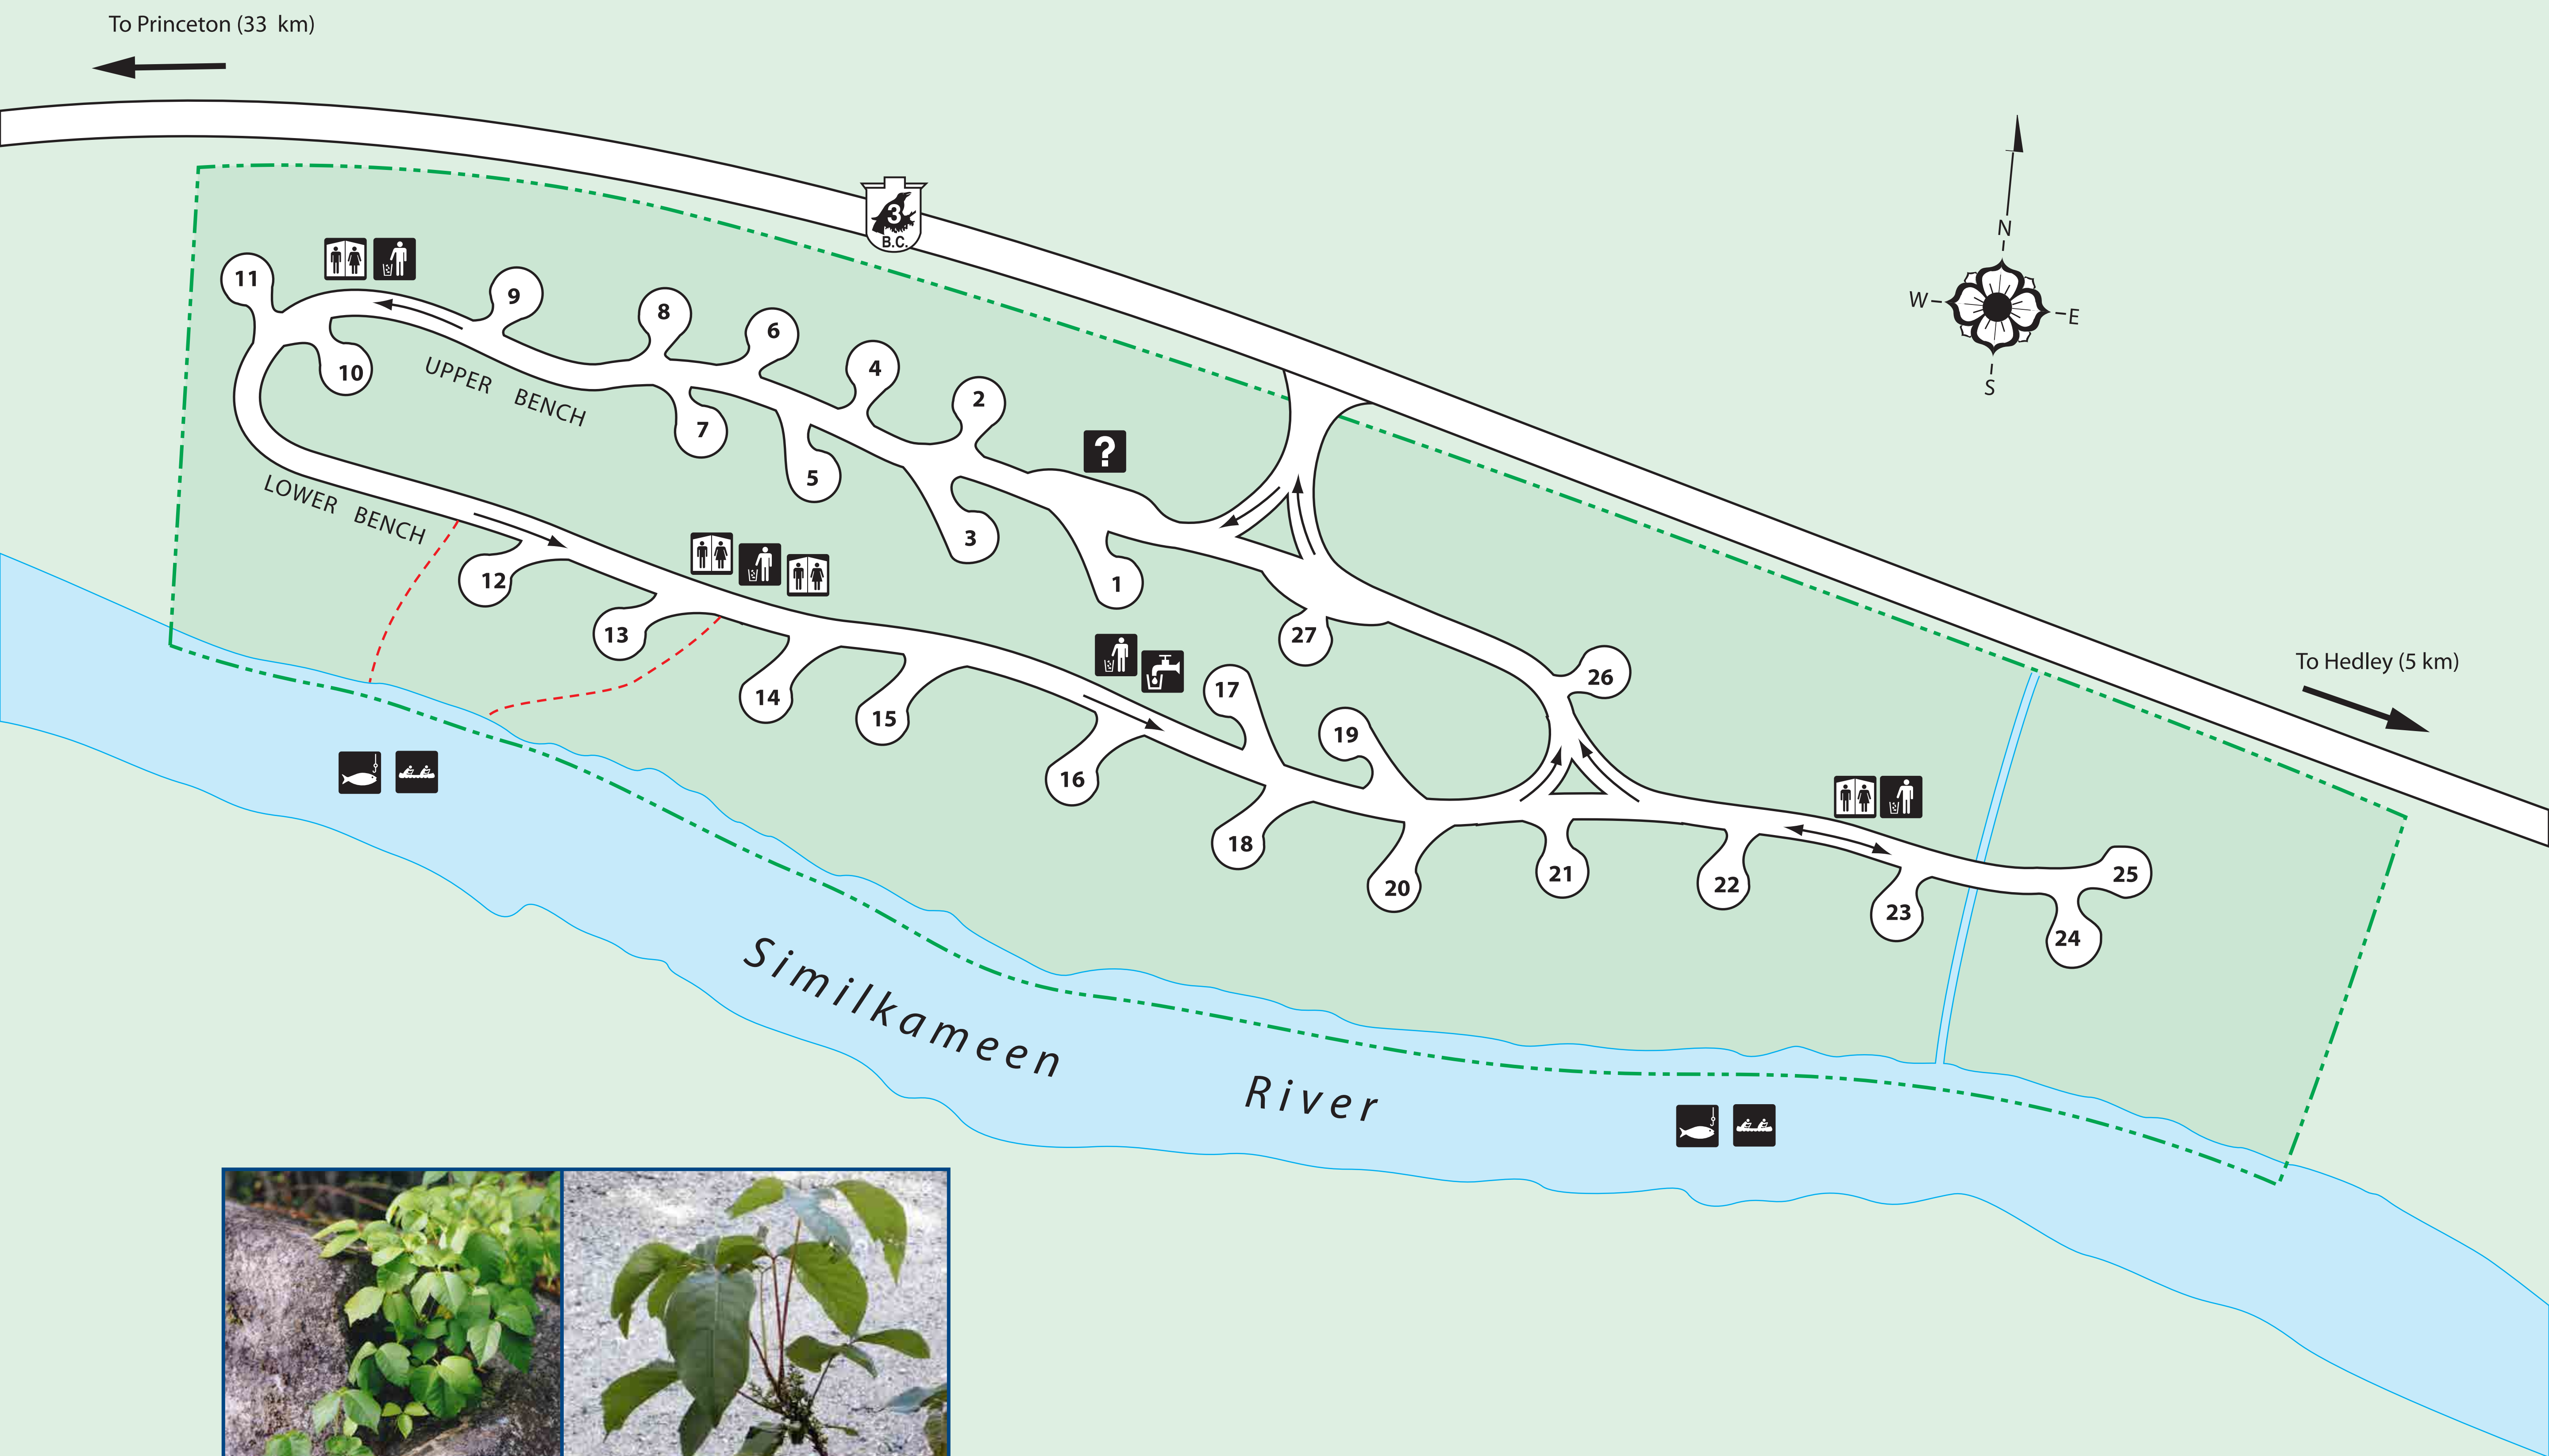 To Princeton (33 km)
3
B.C.
N
W
E
S
11
9
8
6
4
2
10
UPPER BENCH
7
5
3
1
?
LOWER BENCH
12
13
14
15
16
17
18
19
20
21
22
23
24
25
26
27
To Hedley (5 km)
Similkameen
River